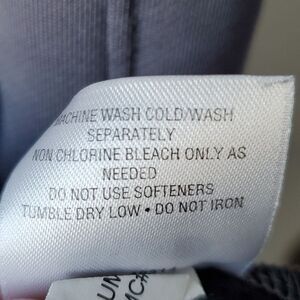 MACHINE WASH COLD/WASH
SEPARATELY
NON CHLORINE BLEACH ONLY AS
NEEDED
DO NOT USE SOFTENERS
TUMBLE DRY LOW • DO NOT IRON